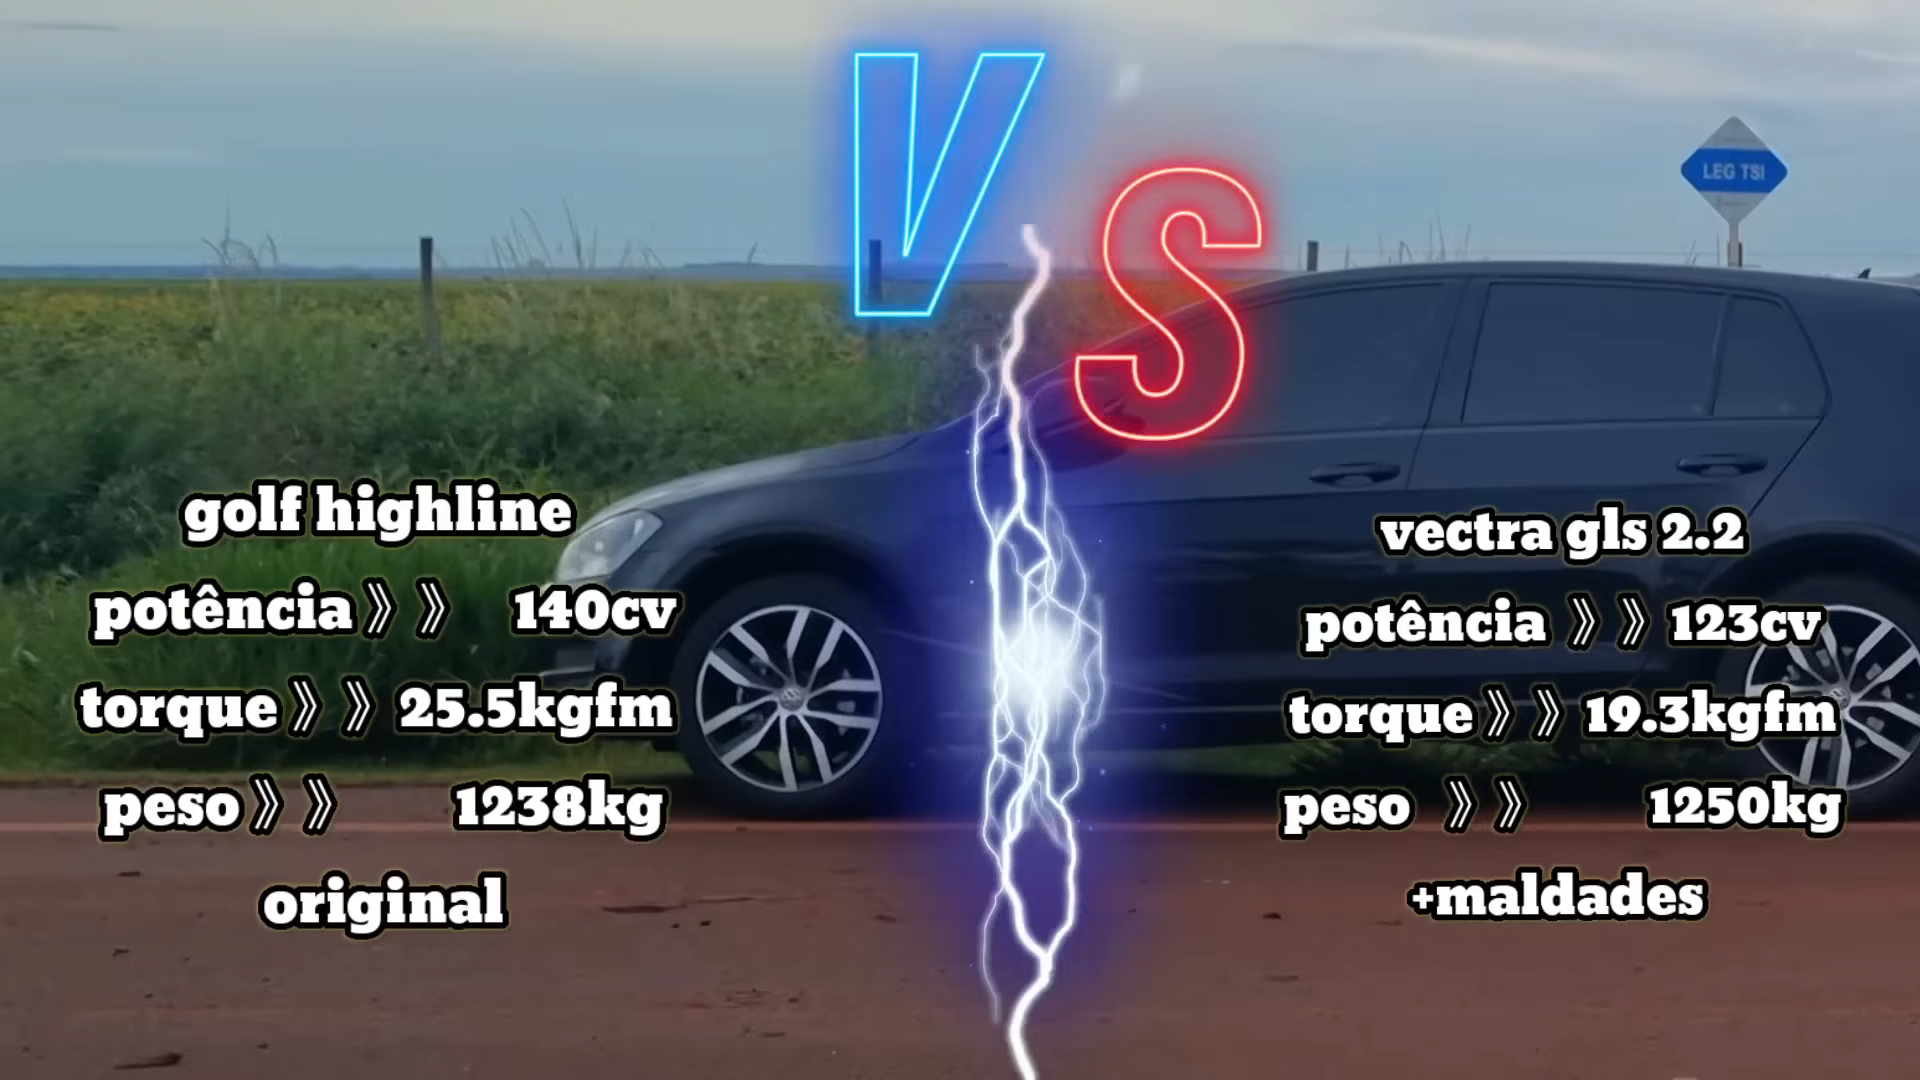 VS
LEG TSI
golf highline
potência》》 140cv
torque》》25.5kgfm
peso》》 1238kg
original
vectra gls 2.2
potência 》》123cv
torque》》19.3kgfm
peso 》》 1250kg
+maldades